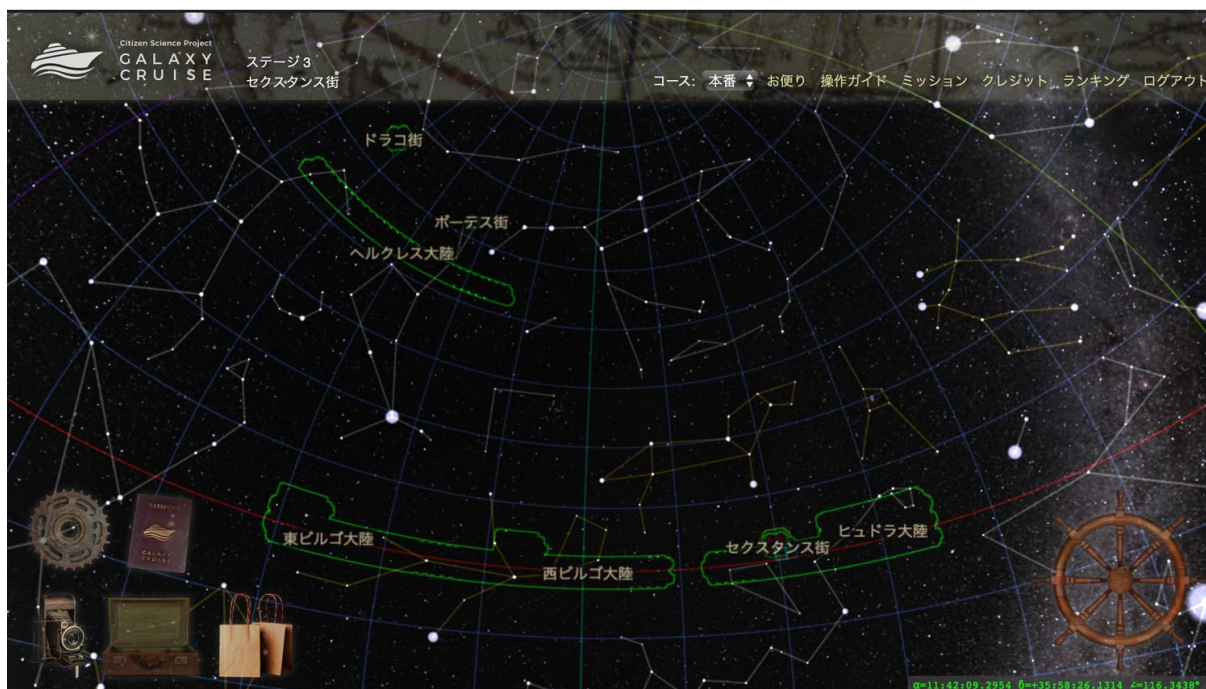 Citizen Science Project
GALAXY
CRUISE
ステージ 3
セクスタンス街
コース: 本番 お便り 操作ガイド ミッション クレジット ランキング ログアウト
ドラコ街
ボーテス街
ヘルクレス大陸
東ビルゴ大陸
西ビルゴ大陸
セクスタンス街
ヒュドラ大陸
PASSPORT
GALAXY
CRUISE
α=11:42:09.2954 δ=+35:58:26.1314 ∠=116.3438°